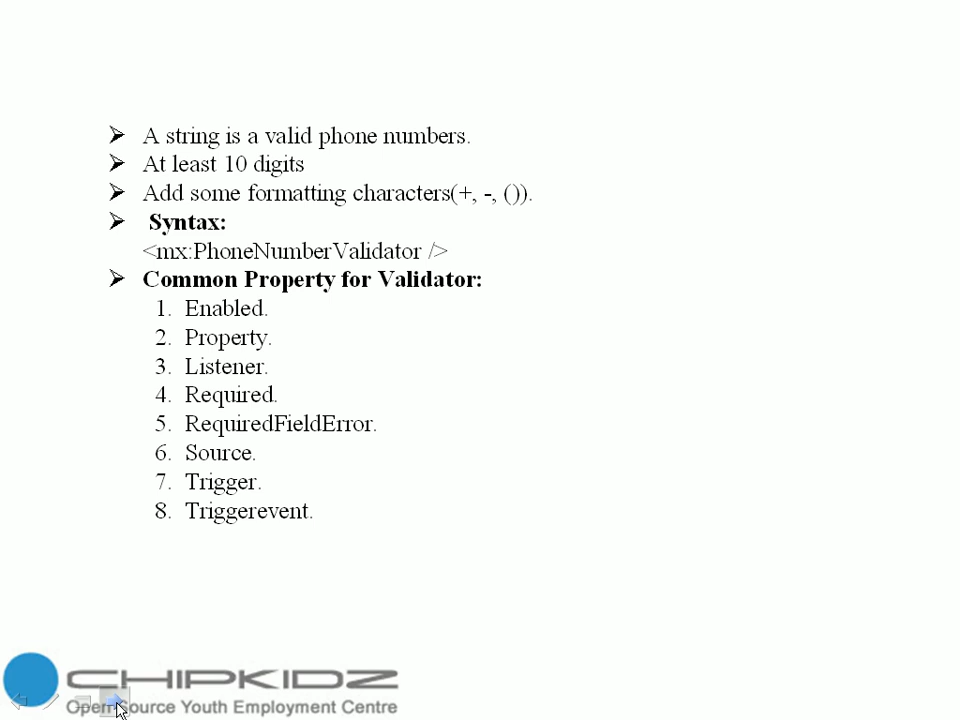 ➢ A string is a valid phone numbers.
➢ At least 10 digits
➢ Add some formatting characters(+, -, ()).
➢ Syntax:
<mx:PhoneNumberValidator />
➢ Common Property for Validator:
1. Enabled.
2. Property.
3. Listener.
4. Required.
5. RequiredFieldError.
6. Source.
7. Trigger.
8. Triggerevent.
CHIPKIDZ
Open Source Youth Employment Centre